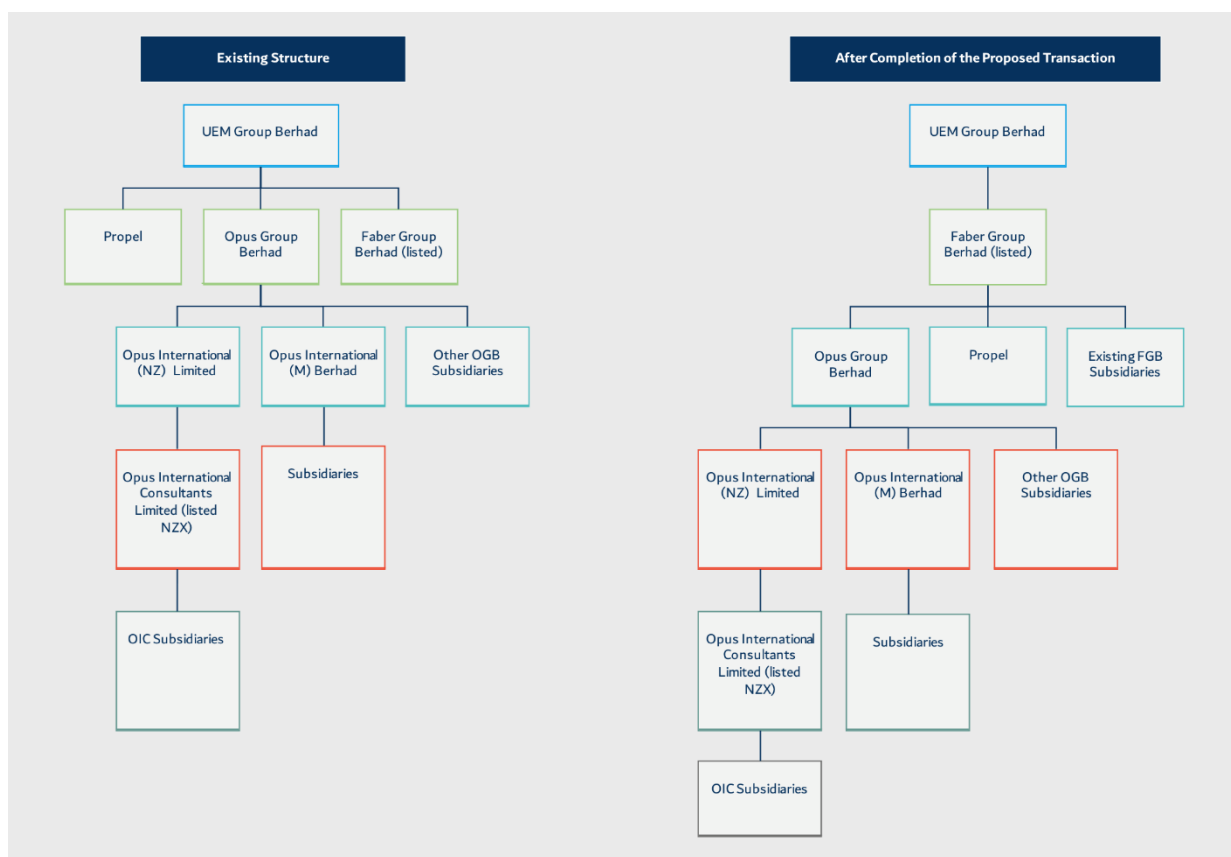 Existing Structure
UEM Group Berhad
Propel
Opus Group
Berhad
Faber Group
Berhad (listed)
Opus International
(NZ) Limited
Opus International
(M) Berhad
Other OGB
Subsidiaries
Opus International
Consultants
Limited (listed
NZX)
Subsidiaries
OIC Subsidiaries
After Completion of the Proposed Transaction
UEM Group Berhad
Faber Group
Berhad (listed)
Opus Group
Berhad
Propel
Existing FGB
Subsidiaries
Opus International
(NZ) Limited
Opus International
(M) Berhad
Other OGB
Subsidiaries
Opus International
Consultants
Limited (listed
NZX)
Subsidiaries
OIC Subsidiaries